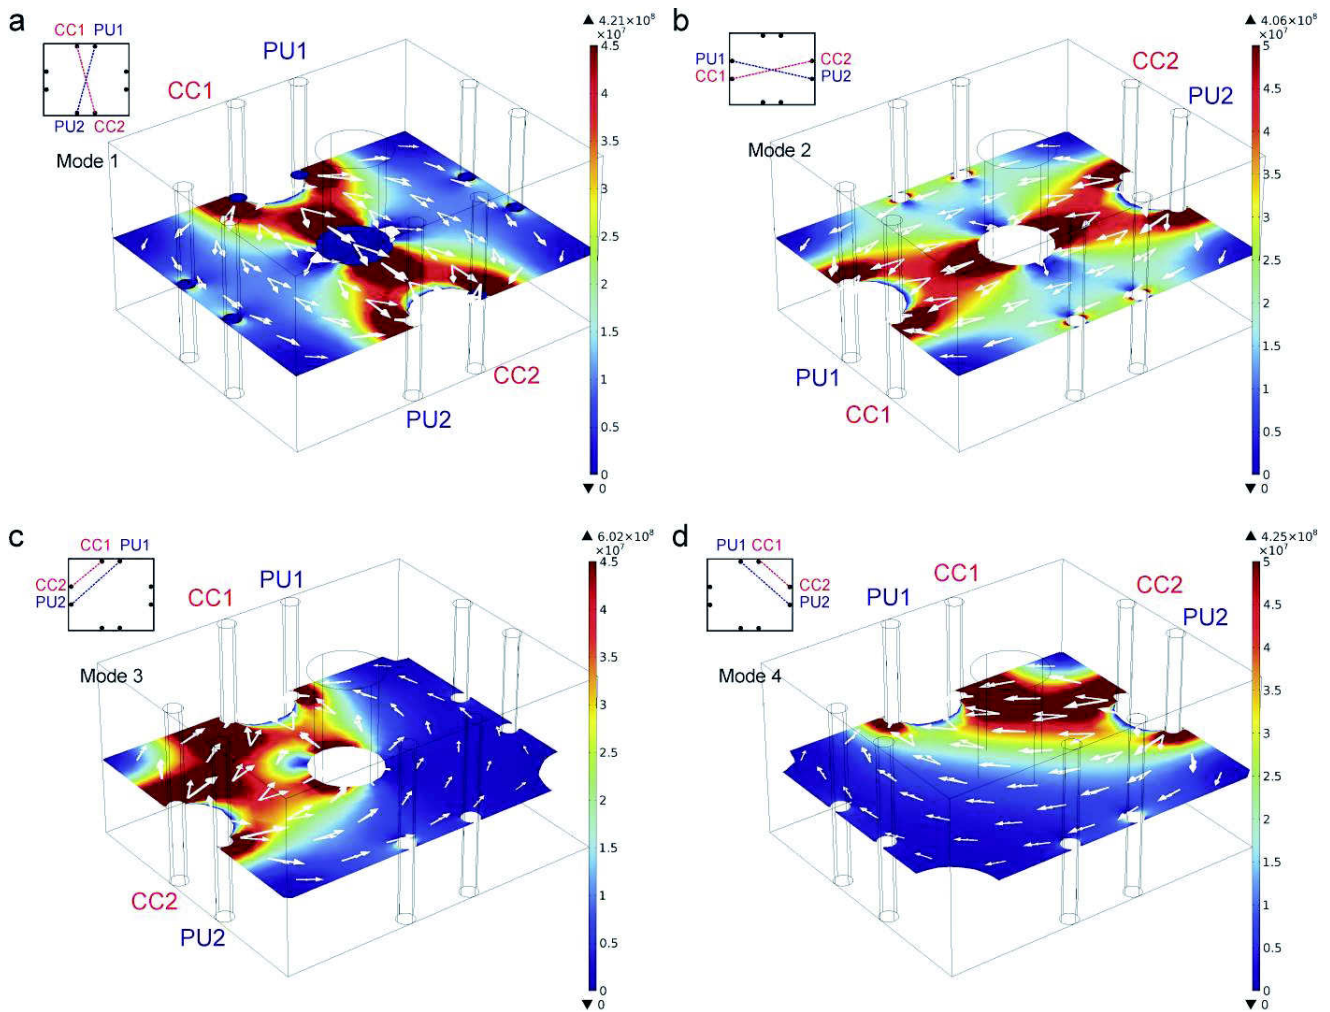 a
CC1 PU1
PU2 CC2
Mode 1
CC1
PU1
PU2
CC2
▲ 4.21×10⁸
×10⁷
4.5
4
3.5
3
2.5
2
1.5
1
0.5
0
▼ 0
b
PU1
CC1
CC2
PU2
Mode 2
CC2
PU2
PU1
CC1
▲ 4.06×10⁸
×10⁷
5
4.5
4
3.5
3
2.5
2
1.5
1
0.5
0
▼ 0
c
CC1 PU1
CC2
PU2
Mode 3
CC1
PU1
CC2
PU2
▲ 6.02×10⁸
×10⁷
4.5
4
3.5
3
2.5
2
1.5
1
0.5
0
▼ 0
d
PU1 CC1
CC2
PU2
Mode 4
PU1
CC1
CC2
PU2
▲ 4.25×10⁸
×10⁷
5
4.5
4
3.5
3
2.5
2
1.5
1
0.5
0
▼ 0